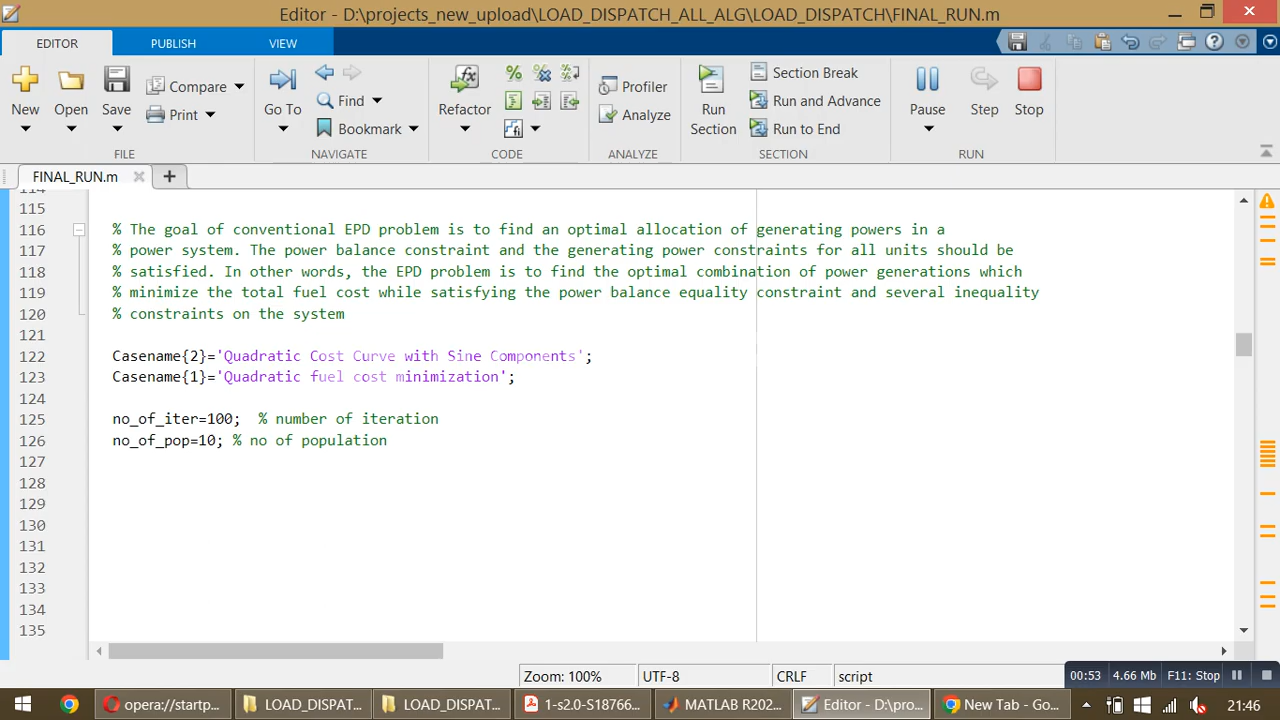 Editor - D:\projects_new_upload\LOAD_DISPATCH_ALL_ALG\LOAD_DISPATCH\FINAL_RUN.m
EDITOR PUBLISH VIEW
New Open Save Compare Print
Go To Find Bookmark
Refactor
Profiler Analyze
Run Section Section Break Run and Advance Run to End
Pause Step Stop
FILE NAVIGATE CODE ANALYZE SECTION RUN
FINAL_RUN.m
114
115
116 % The goal of conventional EPD problem is to find an optimal allocation of generating powers in a
117 % power system. The power balance constraint and the generating power constraints for all units should be
118 % satisfied. In other words, the EPD problem is to find the optimal combination of power generations which
119 % minimize the total fuel cost while satisfying the power balance equality constraint and several inequality
120 % constraints on the system
121
122 Casename{2}='Quadratic Cost Curve with Sine Components';
123 Casename{1}='Quadratic fuel cost minimization';
124
125 no_of_iter=100; % number of iteration
126 no_of_pop=10; % no of population
127
128
129
130
131
132
133
134
135
Zoom: 100% UTF-8 CRLF script 00:53 4.66 Mb F11: Stop
opera://startp... LOAD_DISPAT... LOAD_DISPAT... 1-s2.0-S18766... MATLAB R202... Editor - D:\pro... New Tab - Go... 21:46